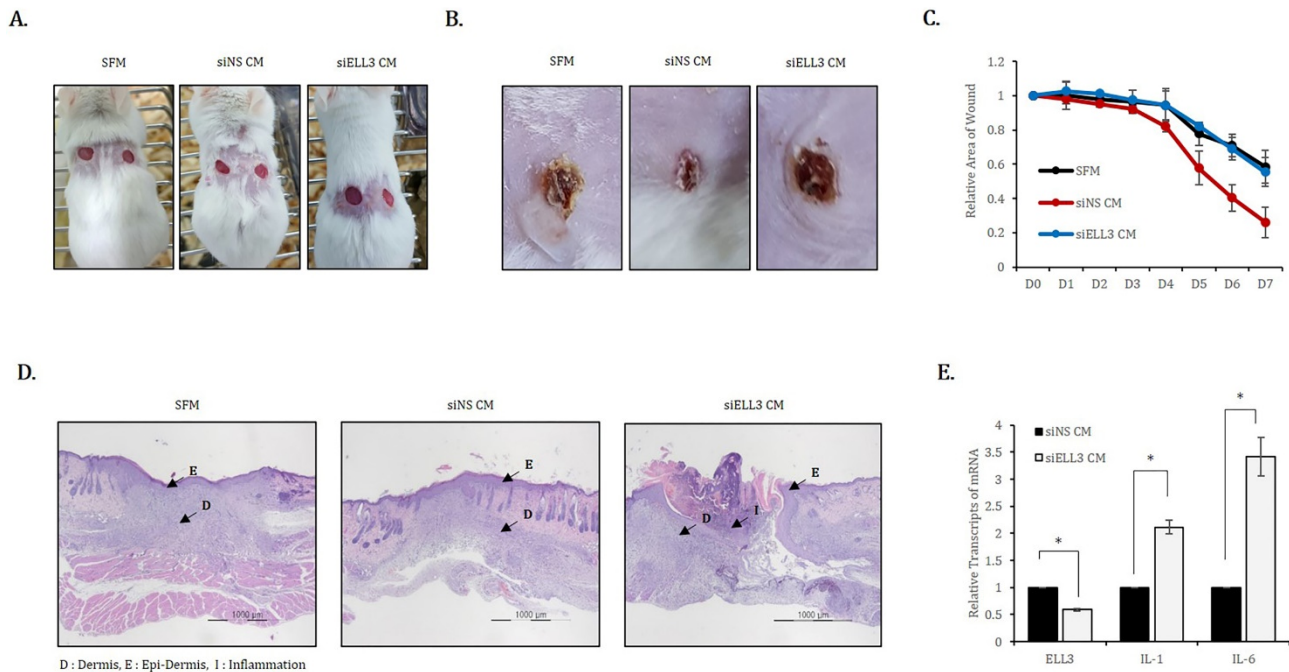 A.
SFM siNS CM siELL3 CM
B.
SFM siNS CM siELL3 CM
C.
Relative Area of Wound
1.2
1
0.8
0.6
0.4
0.2
0
SFM
siNS CM
siELL3 CM
D0 D1 D2 D3 D4 D5 D6 D7
D.
SFM siNS CM siELL3 CM
E
D
1000 µm
E
D
1000 µm
E
D
I
1000 µm
D : Dermis, E : Epi-Dermis, I : Inflammation
E.
Relative Transcripts of mRNA
4
3.5
3
2.5
2
1.5
1
0.5
0
siNS CM
siELL3 CM
*
*
*
ELL3 IL-1 IL-6